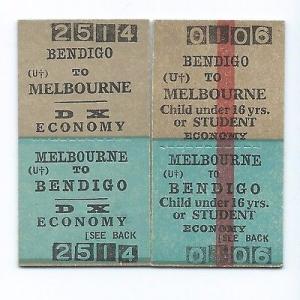 2514
BENDIGO
(U†) TO
MELBOURNE
DX
ECONOMY
MELBOURNE
(U†) TO
BENDIGO
DX
ECONOMY
[SEE BACK
2514
0106
BENDIGO
(U†) TO
MELBOURNE
Child under 16 yrs.
or STUDENT
ECONOMY
MELBOURNE
(U†) TO
BENDIGO
Child under 16 yrs.
or STUDENT
ECONOMY
[SEE BACK
0106